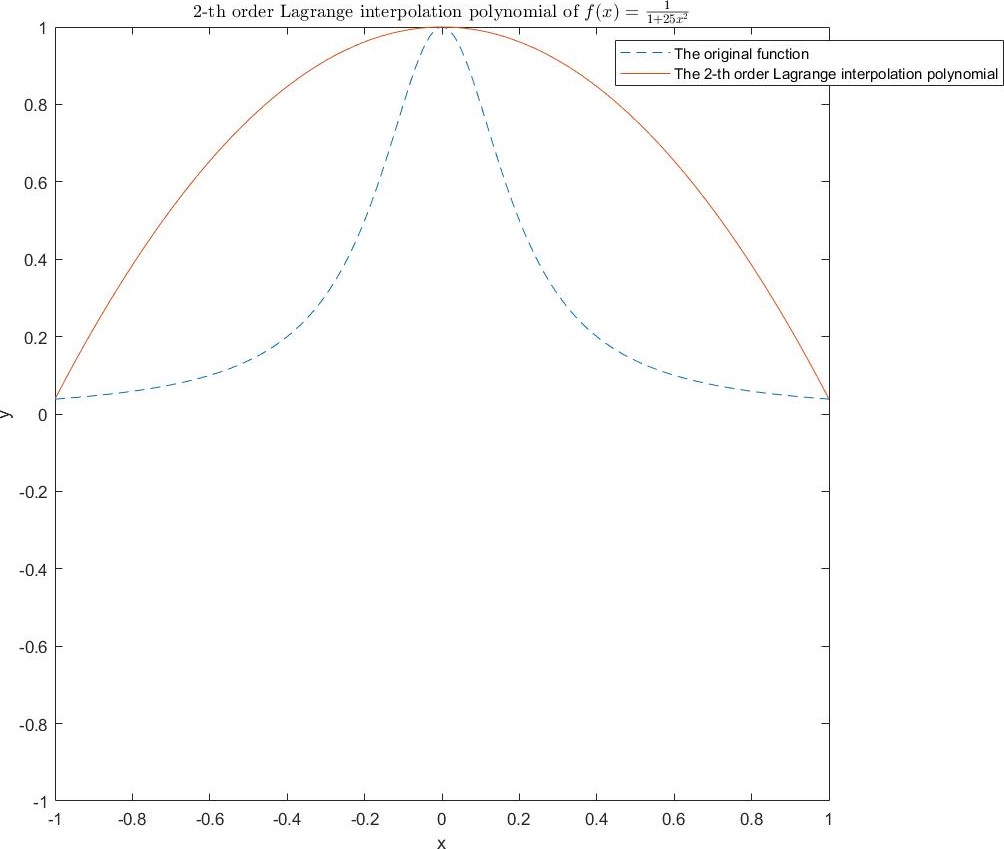 2-th order Lagrange interpolation polynomial of f(x) = 1/(1+25x²)
The original function
The 2-th order Lagrange interpolation polynomial
1
0.8
0.6
0.4
0.2
0
-0.2
-0.4
-0.6
-0.8
-1
y
-1 -0.8 -0.6 -0.4 -0.2 0 0.2 0.4 0.6 0.8 1
x